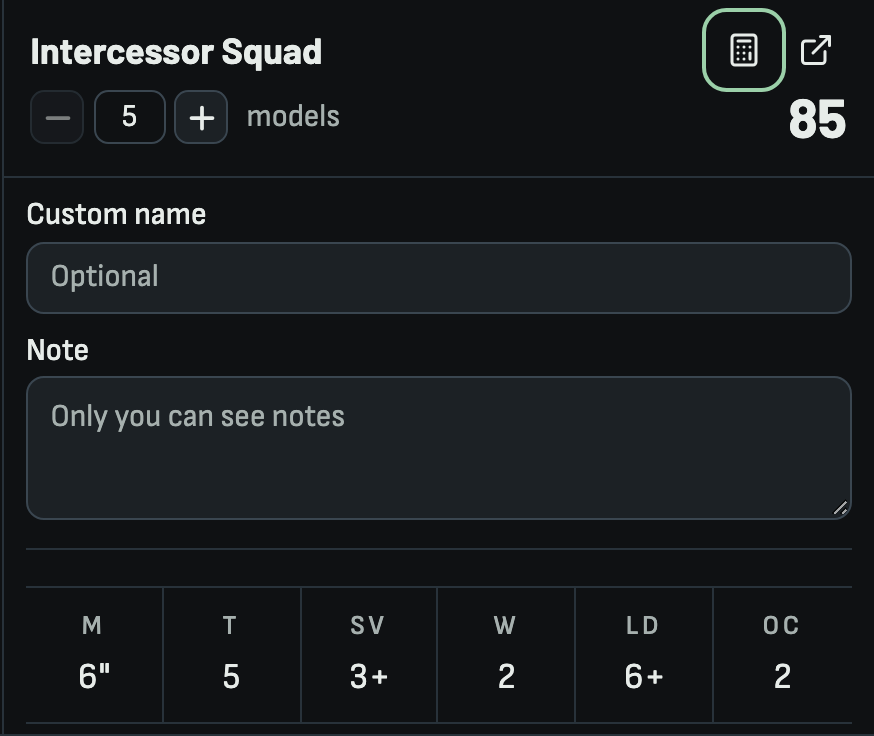 Intercessor Squad
5 models
85
Custom name
Optional
Note
Only you can see notes
M T SV W LD OC
6" 5 3+ 2 6+ 2